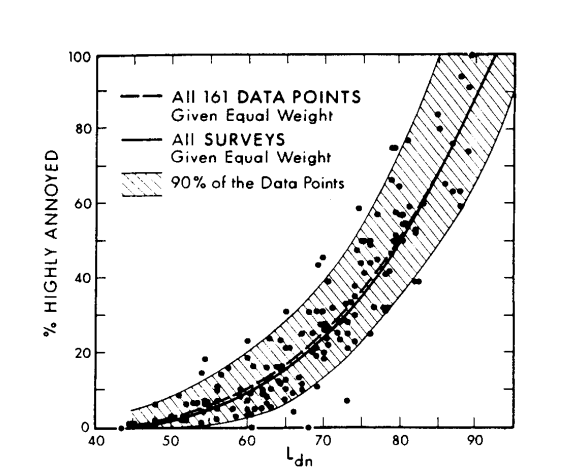 100
80
60
40
20
0
% HIGHLY ANNOYED
All 161 DATA POINTS
Given Equal Weight
All SURVEYS
Given Equal Weight
90% of the Data Points
40 50 60 70 80 90
Ldn